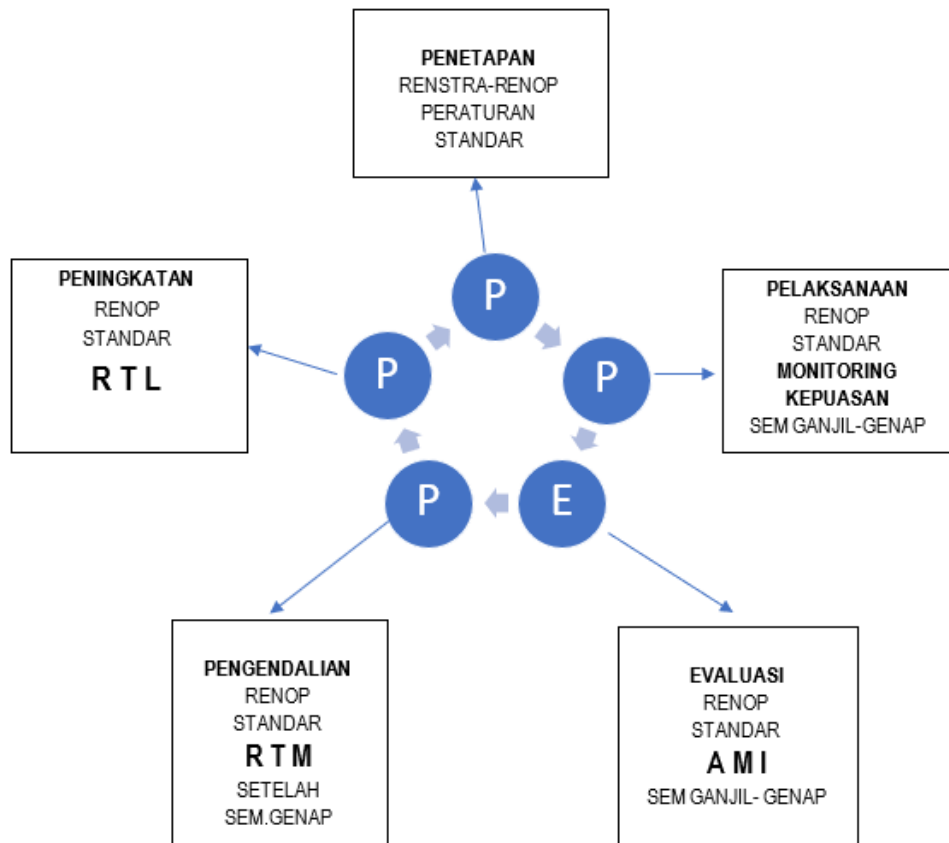 PENETAPAN
RENSTRA-RENOP
PERATURAN
STANDAR
PENINGKATAN
RENOP
STANDAR
R T L
P
P
P
P
E
PELAKSANAAN
RENOP
STANDAR
MONITORING
KEPUASAN
SEM GANJIL-GENAP
PENGENDALIAN
RENOP
STANDAR
R T M
SETELAH
SEM.GENAP
EVALUASI
RENOP
STANDAR
A M I
SEM GANJIL- GENAP